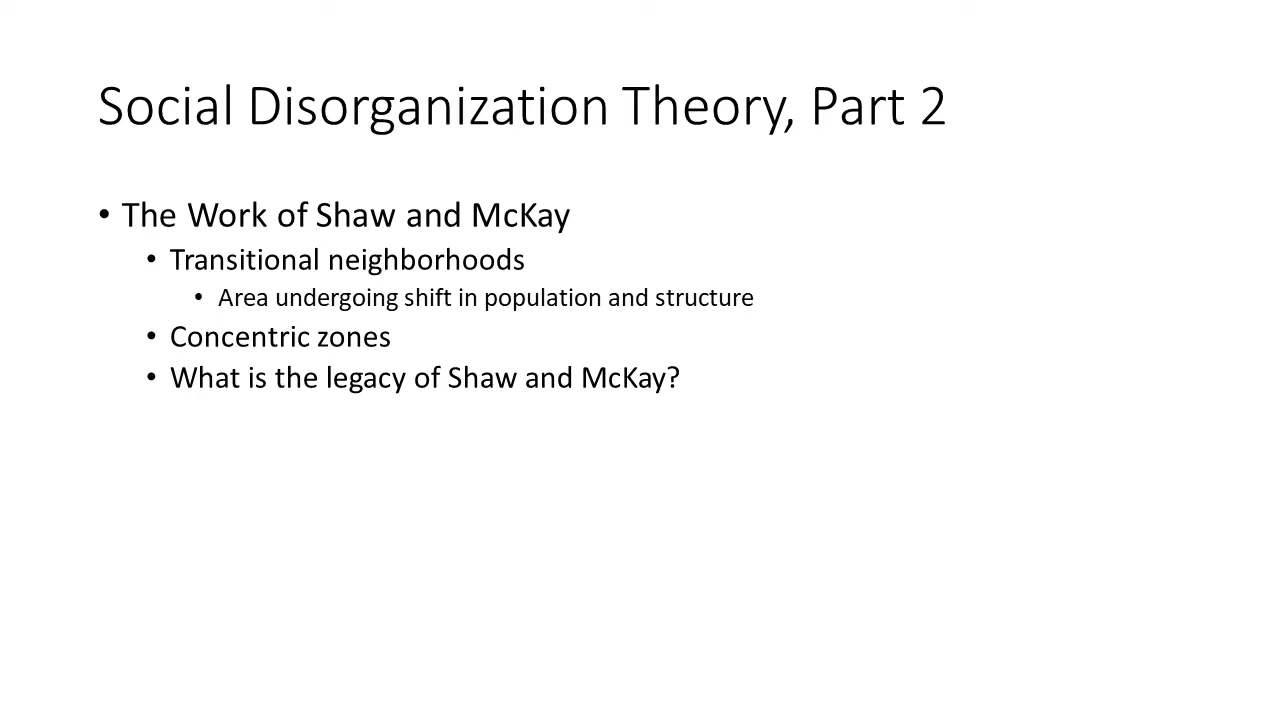 Social Disorganization Theory, Part 2
• The Work of Shaw and McKay
• Transitional neighborhoods
• Area undergoing shift in population and structure
• Concentric zones
• What is the legacy of Shaw and McKay?